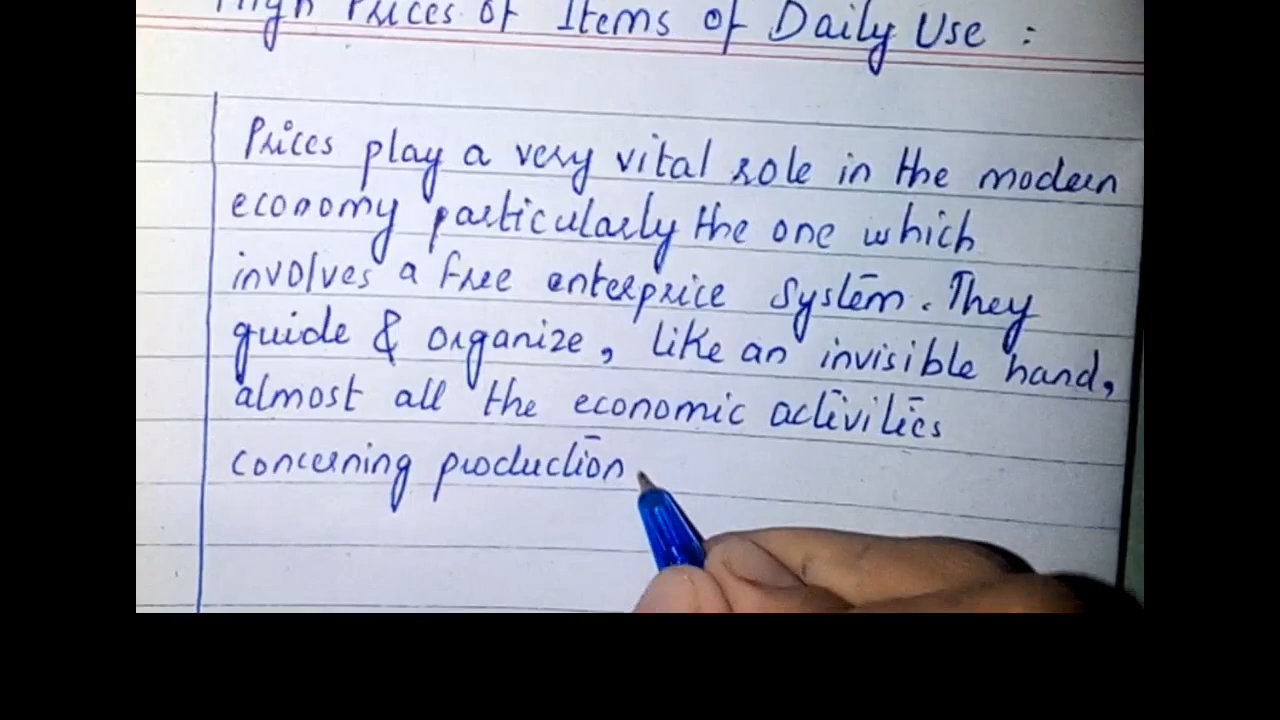 High Prices of Items of Daily Use :
Prices play a very vital role in the modern
economy particularly the one which
involves a free enterprice system. They
guide & organize, like an invisible hand,
almost all the economic activities
concerning production